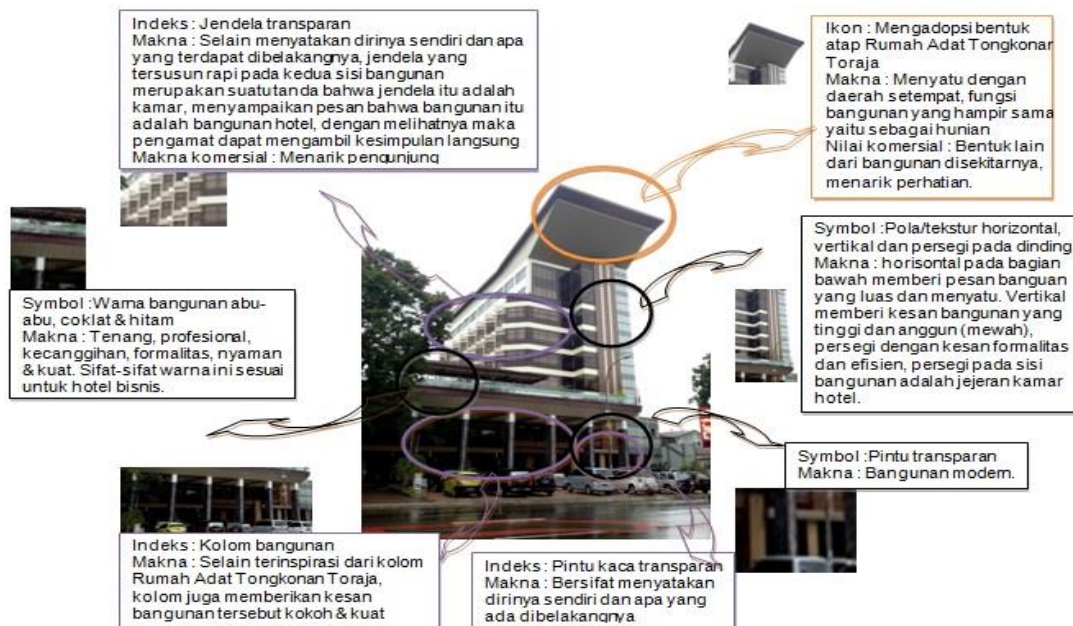 Indeks : Jendela transparan
Makna : Selain menyatakan dirinya sendiri dan apa
yang terdapat dibelakangnya, jendela yang
tersusun rapi pada kedua sisi bangunan
merupakan suatu tanda bahwa jendela itu adalah
kamar, menyampaikan pesan bahwa bangunan itu
adalah bangunan hotel, dengan melihatnya maka
pengamat dapat mengambil kesimpulan langsung
Makna komersial : Menarik pengunjung
Ikon : Mengadopsi bentuk
atap Rumah Adat Tongkonan
Toraja
Makna : Menyatu dengan
daerah setempat, fungsi
bangunan yang hampir sama
yaitu sebagai hunian
Nilai komersial : Bentuk lain
dari bangunan disekitarnya,
menarik perhatian.
Symbol :Warna bangunan abu-
abu, coklat & hitam
Makna : Tenang, profesional,
kecanggihan, formalitas, nyaman
& kuat. Sifat-sifat warna ini sesuai
untuk hotel bisnis.
Symbol :Pola/tekstur horizontal,
vertikal dan persegi pada dinding
Makna : horisontal pada bagian
bawah memberi pesan banguan
yang luas dan menyatu. Vertikal
memberi kesan bangunan yang
tinggi dan anggun (mewah),
persegi dengan kesan formalitas
dan efisien, persegi pada sisi
bangunan adalah jejeran kamar
hotel.
Symbol : Pintu transparan
Makna : Bangunan modern.
Indeks : Kolom bangunan
Makna : Selain terinspirasi dari kolom
Rumah Adat Tongkonan Toraja,
kolom juga memberikan kesan
bangunan tersebut kokoh & kuat
Indeks : Pintu kaca transparan
Makna : Bersifat menyatakan
dirinya sendiri dan apa yang
ada dibelakangnya